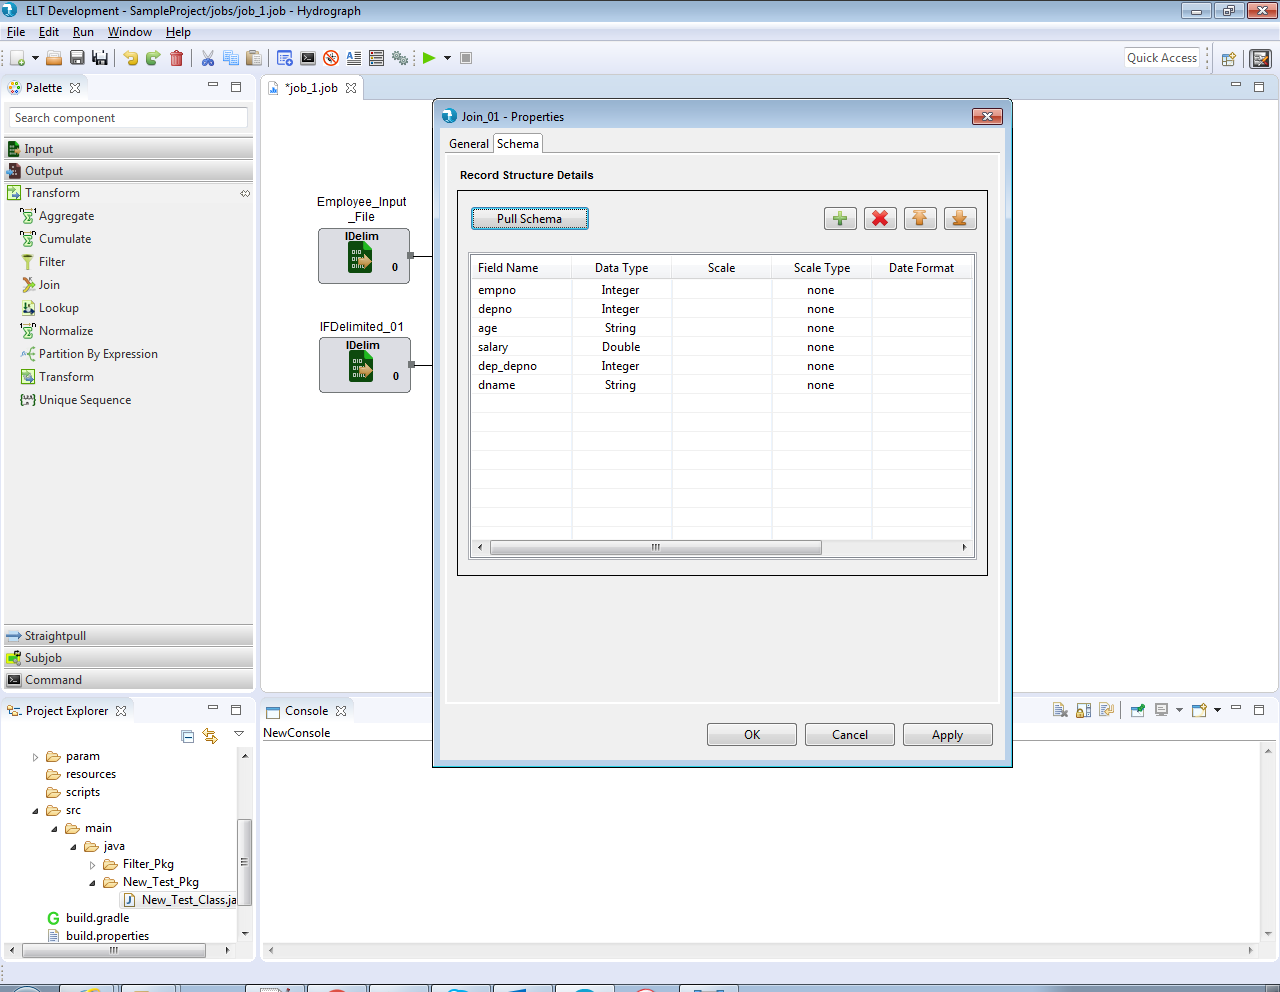 ELT Development - SampleProject/jobs/job_1.job - Hydrograph
File Edit Run Window Help
Quick Access
Palette
*job_1.job
Search component
Input
Output
Transform
Aggregate
Cumulate
Filter
Join
Lookup
Normalize
Partition By Expression
Transform
Unique Sequence
Straightpull
Subjob
Command
Employee_Input
_File
IDelim
0
IFDelimited_01
IDelim
0
Join_01 - Properties
General Schema
Record Structure Details
Pull Schema
Field Name Data Type Scale Scale Type Date Format
empno Integer none
depno Integer none
age String none
salary Double none
dep_depno Integer none
dname String none
OK Cancel Apply
Project Explorer
param
resources
scripts
src
main
java
Filter_Pkg
New_Test_Pkg
New_Test_Class.ja
build.gradle
build.properties
Console
NewConsole